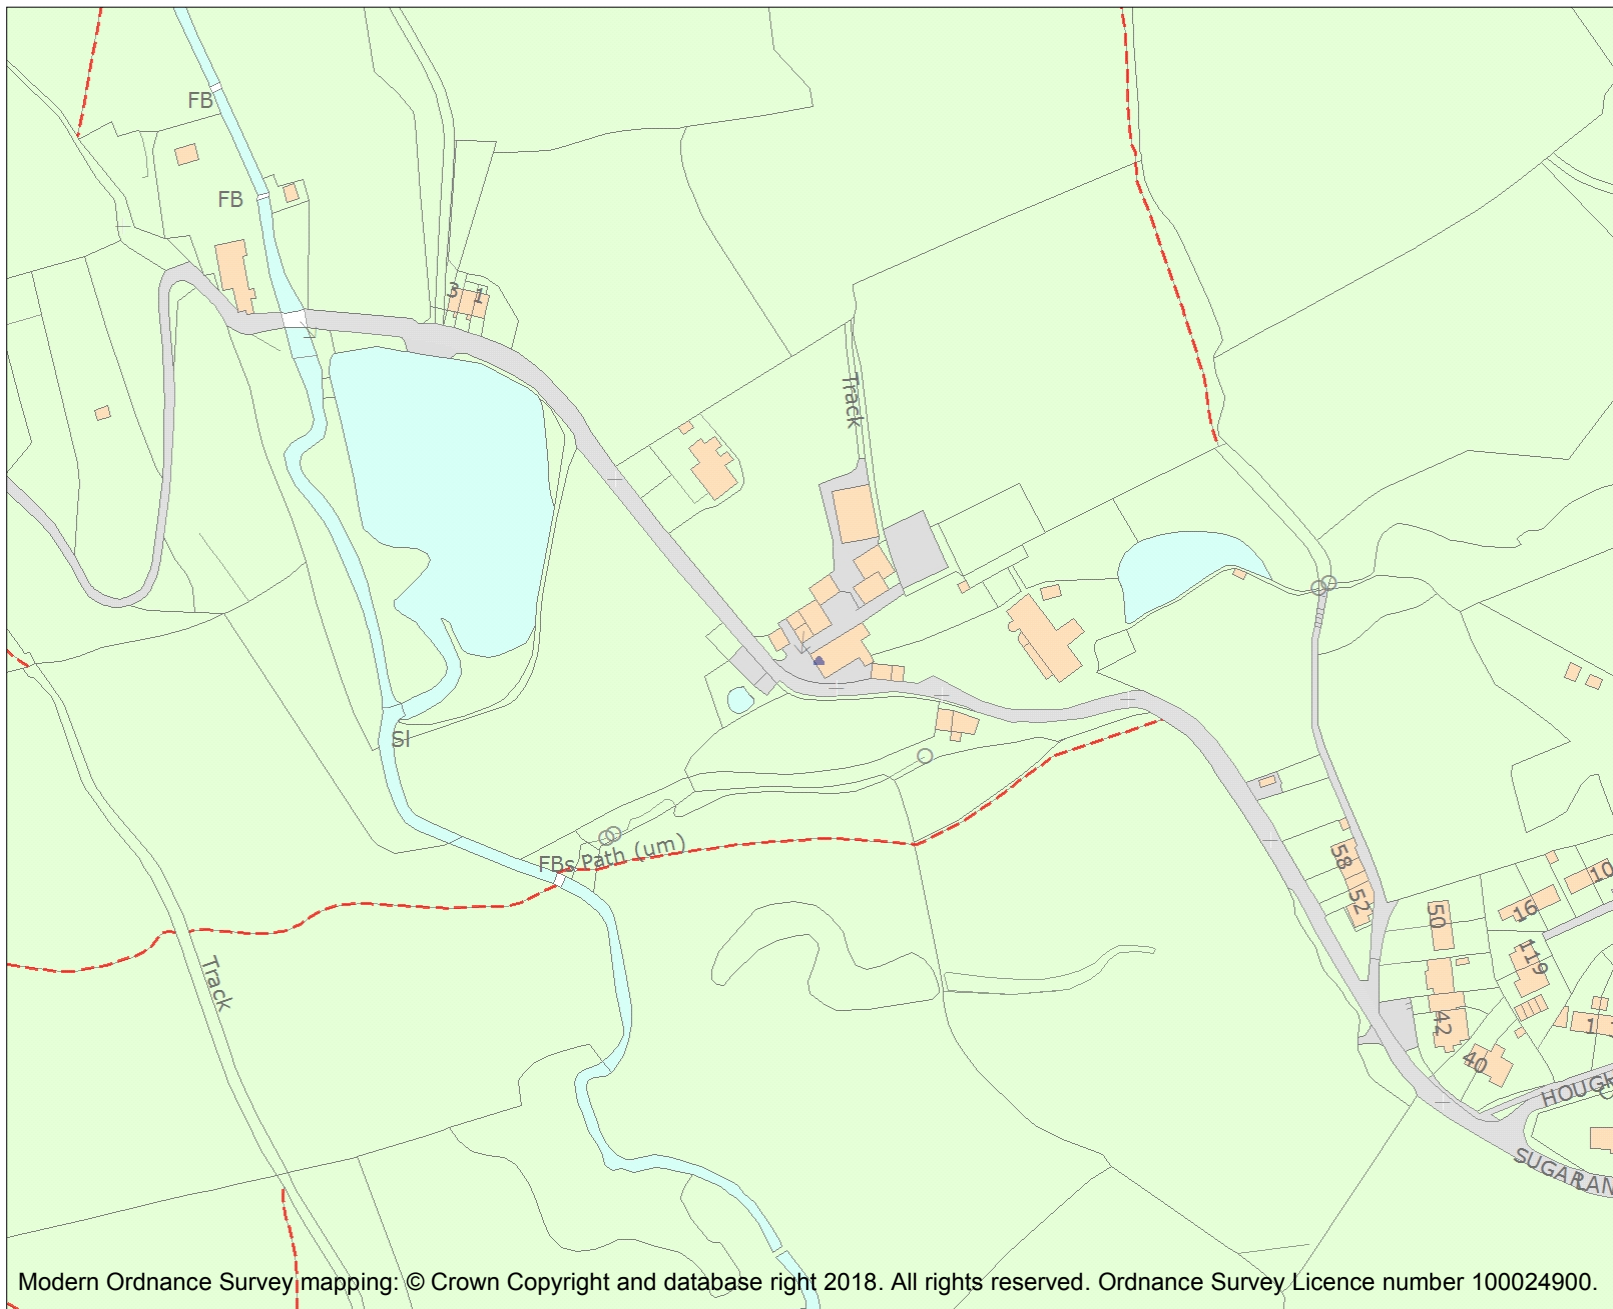 FB
FB
3 1
Track
Sl
FBs Path (um)
58
52
50
16
10
119
42
1
40
Track
HOUGH
SUGAR LAN
Modern Ordnance Survey mapping: © Crown Copyright and database right 2018. All rights reserved. Ordnance Survey Licence number 100024900.